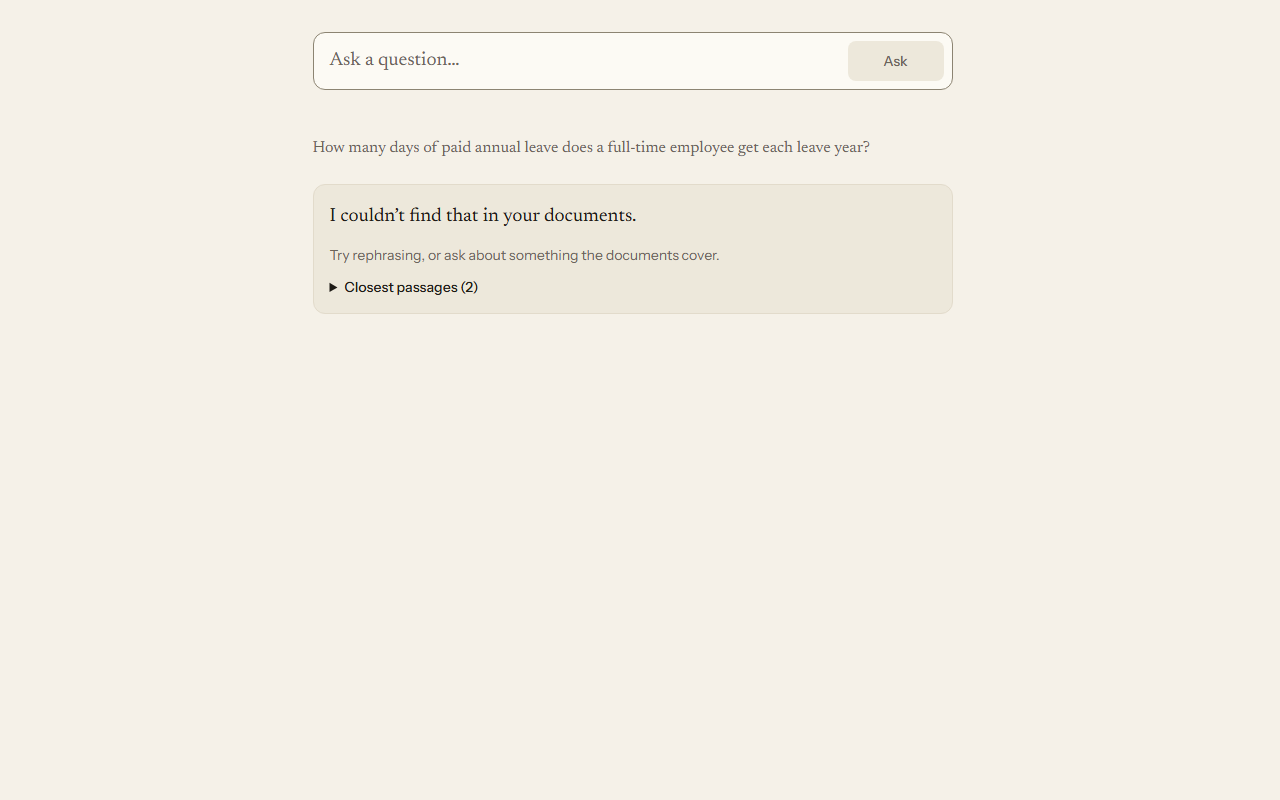 Ask a question...
Ask
How many days of paid annual leave does a full-time employee get each leave year?
I couldn’t find that in your documents.
Try rephrasing, or ask about something the documents cover.
Closest passages (2)